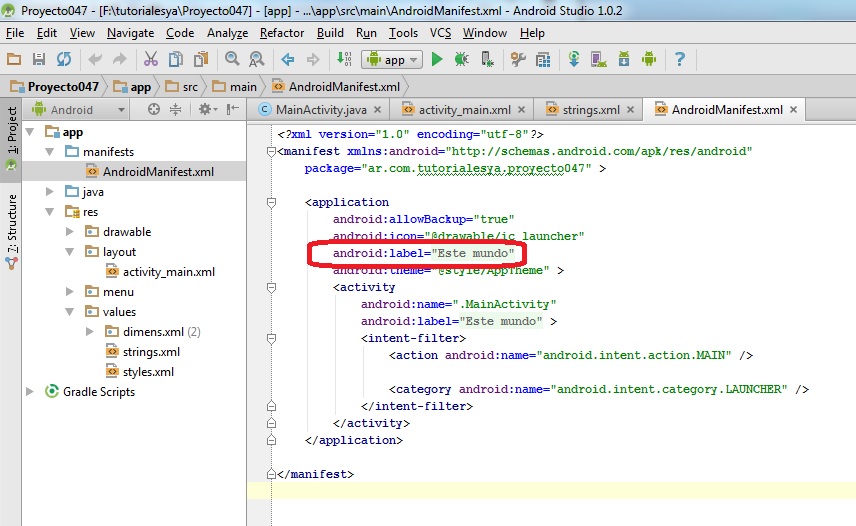 Proyecto047 - [F:\tutorialesya\Proyecto047] - [app] - ...\app\src\main\AndroidManifest.xml - Android Studio 1.0.2
File Edit View Navigate Code Analyze Refactor Build Run Tools VCS Window Help
app
Proyecto047 app src main AndroidManifest.xml
1: Project
7: Structure
Android
app
manifests
AndroidManifest.xml
java
res
drawable
layout
activity_main.xml
menu
values
dimens.xml (2)
strings.xml
styles.xml
Gradle Scripts
MainActivity.java activity_main.xml strings.xml AndroidManifest.xml
<?xml version="1.0" encoding="utf-8"?>
<manifest xmlns:android="http://schemas.android.com/apk/res/android"
package="ar.com.tutorialesya.proyecto047" >
<application
android:allowBackup="true"
android:icon="@drawable/ic_launcher"
android:label="Este mundo"
android:theme="@style/AppTheme" >
<activity
android:name=".MainActivity"
android:label="Este mundo" >
<intent-filter>
<action android:name="android.intent.action.MAIN" />
<category android:name="android.intent.category.LAUNCHER" />
</intent-filter>
</activity>
</application>
</manifest>